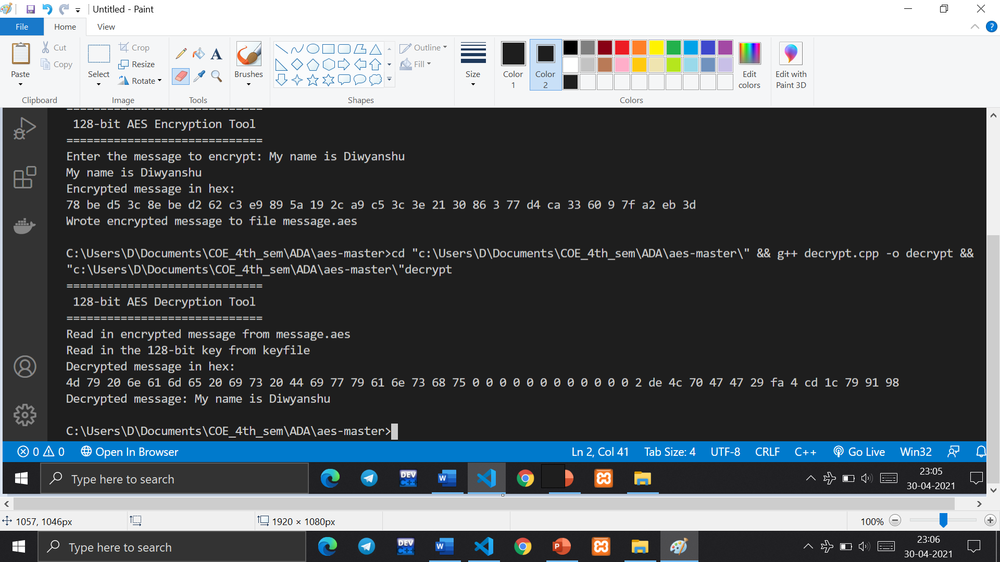 Untitled - Paint
File Home View ?
Paste
Cut
Copy
Clipboard
Select
Crop
Resize
Rotate
Image
A
Tools
Brushes
Shapes
Outline
Fill
Size
Color 1
Color 2
Colors
Edit colors
Edit with Paint 3D
=============================
 128-bit AES Encryption Tool
=============================
Enter the message to encrypt: My name is Diwyanshu
My name is Diwyanshu
Encrypted message in hex:
78 be d5 3c 8e be d2 62 c3 e9 89 5a 19 2c a9 c5 3c 3e 21 30 86 3 77 d4 ca 33 60 9 7f a2 eb 3d
Wrote encrypted message to file message.aes
C:\Users\D\Documents\COE_4th_sem\ADA\aes-master>cd "c:\Users\D\Documents\COE_4th_sem\ADA\aes-master\" && g++ decrypt.cpp -o decrypt &&
"c:\Users\D\Documents\COE_4th_sem\ADA\aes-master\"decrypt
=============================
 128-bit AES Decryption Tool
=============================
Read in encrypted message from message.aes
Read in the 128-bit key from keyfile
Decrypted message in hex:
4d 79 20 6e 61 6d 65 20 69 73 20 44 69 77 79 61 6e 73 68 75 0 0 0 0 0 0 0 0 0 0 0 0 2 de 4c 70 47 47 29 fa 4 cd 1c 79 91 98
Decrypted message: My name is Diwyanshu
C:\Users\D\Documents\COE_4th_sem\ADA\aes-master>
0 0 Open In Browser Ln 2, Col 41 Tab Size: 4 UTF-8 CRLF C++ Go Live Win32
Type here to search DEV C++ W 23:05
30-04-2021
1057, 1046px 1920 × 1080px 100%
Type here to search DEV C++ W P 23:06
30-04-2021